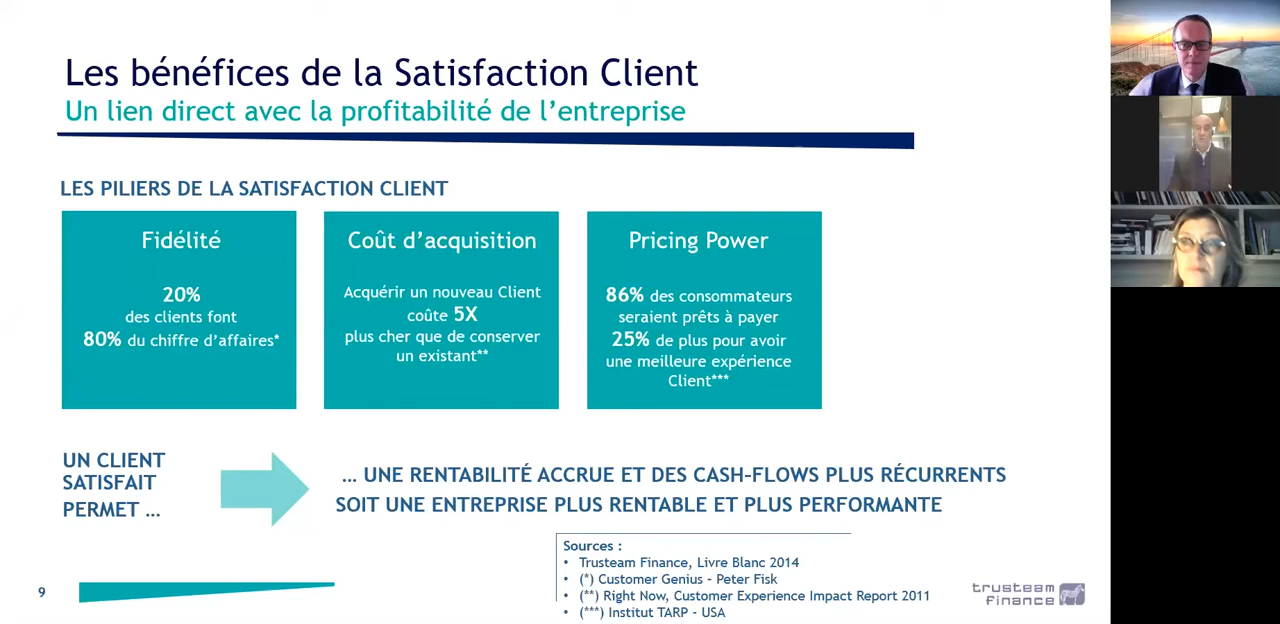 Les bénéfices de la Satisfaction Client
Un lien direct avec la profitabilité de l’entreprise
LES PILIERS DE LA SATISFACTION CLIENT
Fidélité
20%
des clients font
80% du chiffre d’affaires*
Coût d’acquisition
Acquérir un nouveau Client
coûte 5X
plus cher que de conserver
un existant**
Pricing Power
86% des consommateurs
seraient prêts à payer
25% de plus pour avoir
une meilleure expérience
Client***
UN CLIENT
SATISFAIT
PERMET …
… UNE RENTABILITÉ ACCRUE ET DES CASH-FLOWS PLUS RÉCURRENTS
SOIT UNE ENTREPRISE PLUS RENTABLE ET PLUS PERFORMANTE
Sources :
• Trusteam Finance, Livre Blanc 2014
• (*) Customer Genius – Peter Fisk
• (**) Right Now, Customer Experience Impact Report 2011
• (***) Institut TARP - USA
9
trusteam
finance